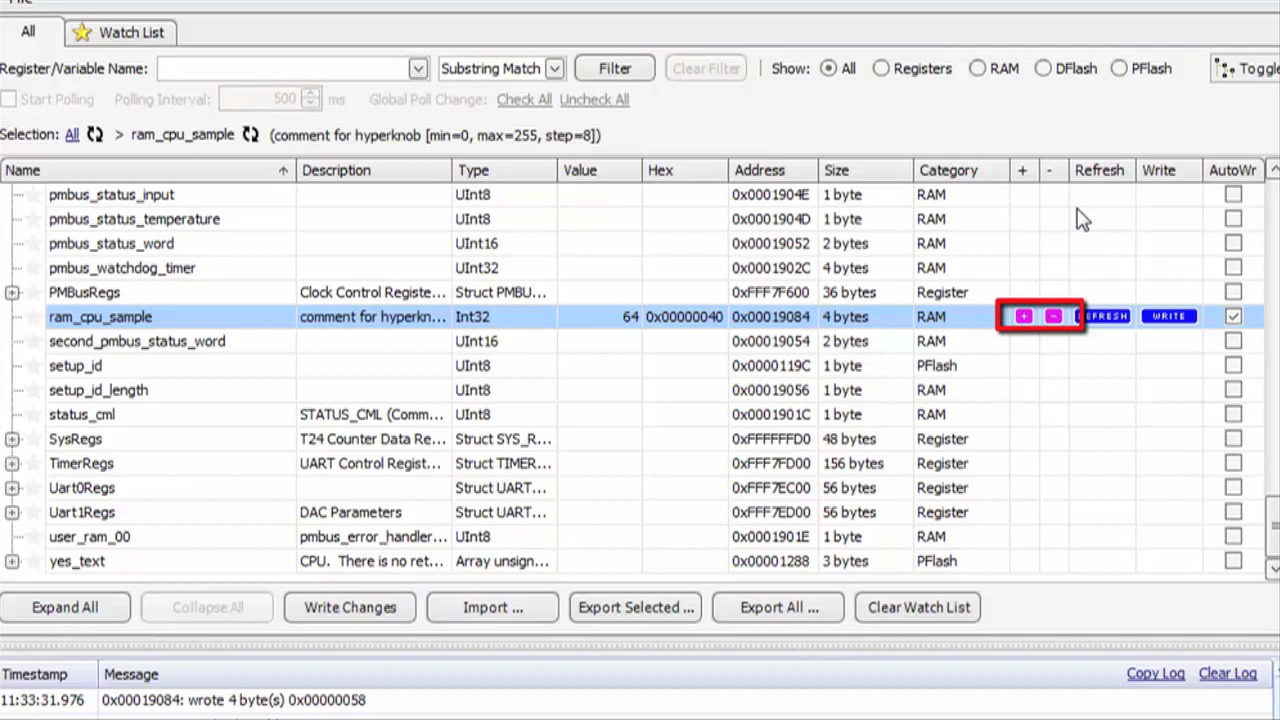 File
All Watch List
Register/Variable Name: Substring Match Filter Clear Filter Show: All Registers RAM DFlash PFlash Toggle
Start Polling Polling Interval: 500 ms Global Poll Change: Check All Uncheck All
Selection: All > ram_cpu_sample (comment for hyperknob [min=0, max=255, step=8])
Name Description Type Value Hex Address Size Category + - Refresh Write AutoWr
pmbus_status_input UInt8 0x0001904E 1 byte RAM
pmbus_status_temperature UInt8 0x0001904D 1 byte RAM
pmbus_status_word UInt16 0x00019052 2 bytes RAM
pmbus_watchdog_timer UInt32 0x0001902C 4 bytes RAM
PMBusRegs Clock Control Registe... Struct PMBU... 0xFFF7F600 36 bytes Register
ram_cpu_sample comment for hyperkn... Int32 64 0x00000040 0x00019084 4 bytes RAM + - REFRESH WRITE
second_pmbus_status_word UInt16 0x00019054 2 bytes RAM
setup_id UInt8 0x0000119C 1 byte PFlash
setup_id_length UInt8 0x00019056 1 byte RAM
status_cml STATUS_CML (Comm... UInt8 0x0001901C 1 byte RAM
SysRegs T24 Counter Data Re... Struct SYS_R... 0xFFFFFFD0 48 bytes Register
TimerRegs UART Control Regist... Struct TIMER... 0xFFF7FD00 156 bytes Register
Uart0Regs Struct UART... 0xFFF7EC00 56 bytes Register
Uart1Regs DAC Parameters Struct UART... 0xFFF7ED00 56 bytes Register
user_ram_00 pmbus_error_handler... UInt8 0x0001901E 1 byte RAM
yes_text CPU. There is no ret... Array unsign... 0x00001288 3 bytes PFlash
Expand All Collapse All Write Changes Import ... Export Selected ... Export All ... Clear Watch List
Timestamp Message Copy Log Clear Log
11:33:31.976 0x00019084: wrote 4 byte(s) 0x00000058